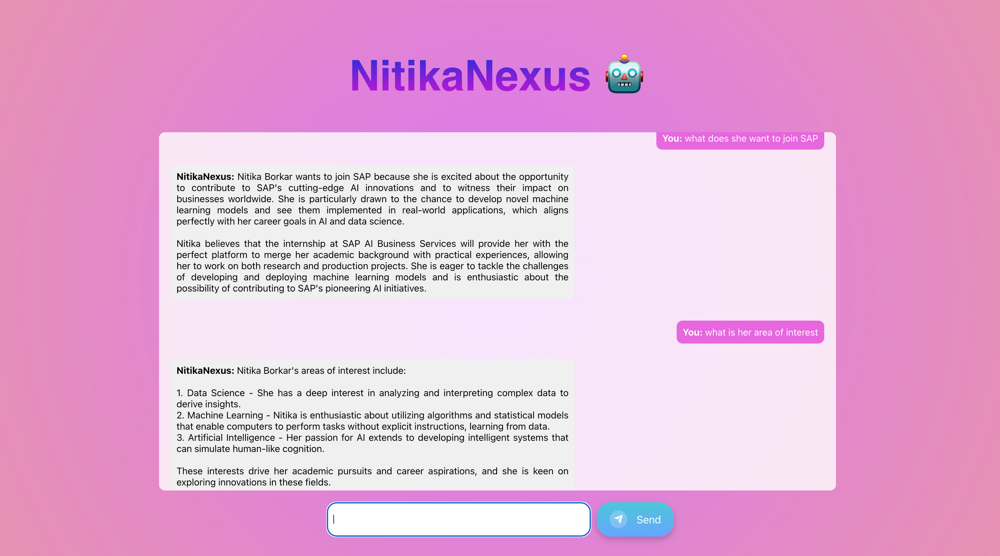 NitikaNexus
You: what does she want to join SAP
NitikaNexus: Nitika Borkar wants to join SAP because she is excited about the opportunity
to contribute to SAP's cutting-edge AI innovations and to witness their impact on
businesses worldwide. She is particularly drawn to the chance to develop novel machine
learning models and see them implemented in real-world applications, which aligns
perfectly with her career goals in AI and data science.
Nitika believes that the internship at SAP AI Business Services will provide her with the
perfect platform to merge her academic background with practical experiences, allowing
her to work on both research and production projects. She is eager to tackle the challenges
of developing and deploying machine learning models and is enthusiastic about the
possibility of contributing to SAP's pioneering AI initiatives.
You: what is her area of interest
NitikaNexus: Nitika Borkar's areas of interest include:
1. Data Science - She has a deep interest in analyzing and interpreting complex data to
derive insights.
2. Machine Learning - Nitika is enthusiastic about utilizing algorithms and statistical models
that enable computers to perform tasks without explicit instructions, learning from data.
3. Artificial Intelligence - Her passion for AI extends to developing intelligent systems that
can simulate human-like cognition.
These interests drive her academic pursuits and career aspirations, and she is keen on
exploring innovations in these fields.
Send